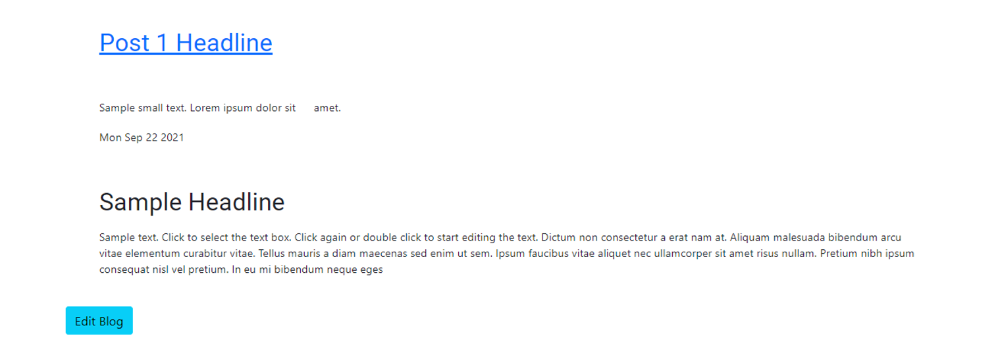 Post 1 Headline
Sample small text. Lorem ipsum dolor sit amet.
Mon Sep 22 2021
Sample Headline
Sample text. Click to select the text box. Click again or double click to start editing the text. Dictum non consectetur a erat nam at. Aliquam malesuada bibendum arcu
vitae elementum curabitur vitae. Tellus mauris a diam maecenas sed enim ut sem. Ipsum faucibus vitae aliquet nec ullamcorper sit amet risus nullam. Pretium nibh ipsum
consequat nisl vel pretium. In eu mi bibendum neque eges
Edit Blog